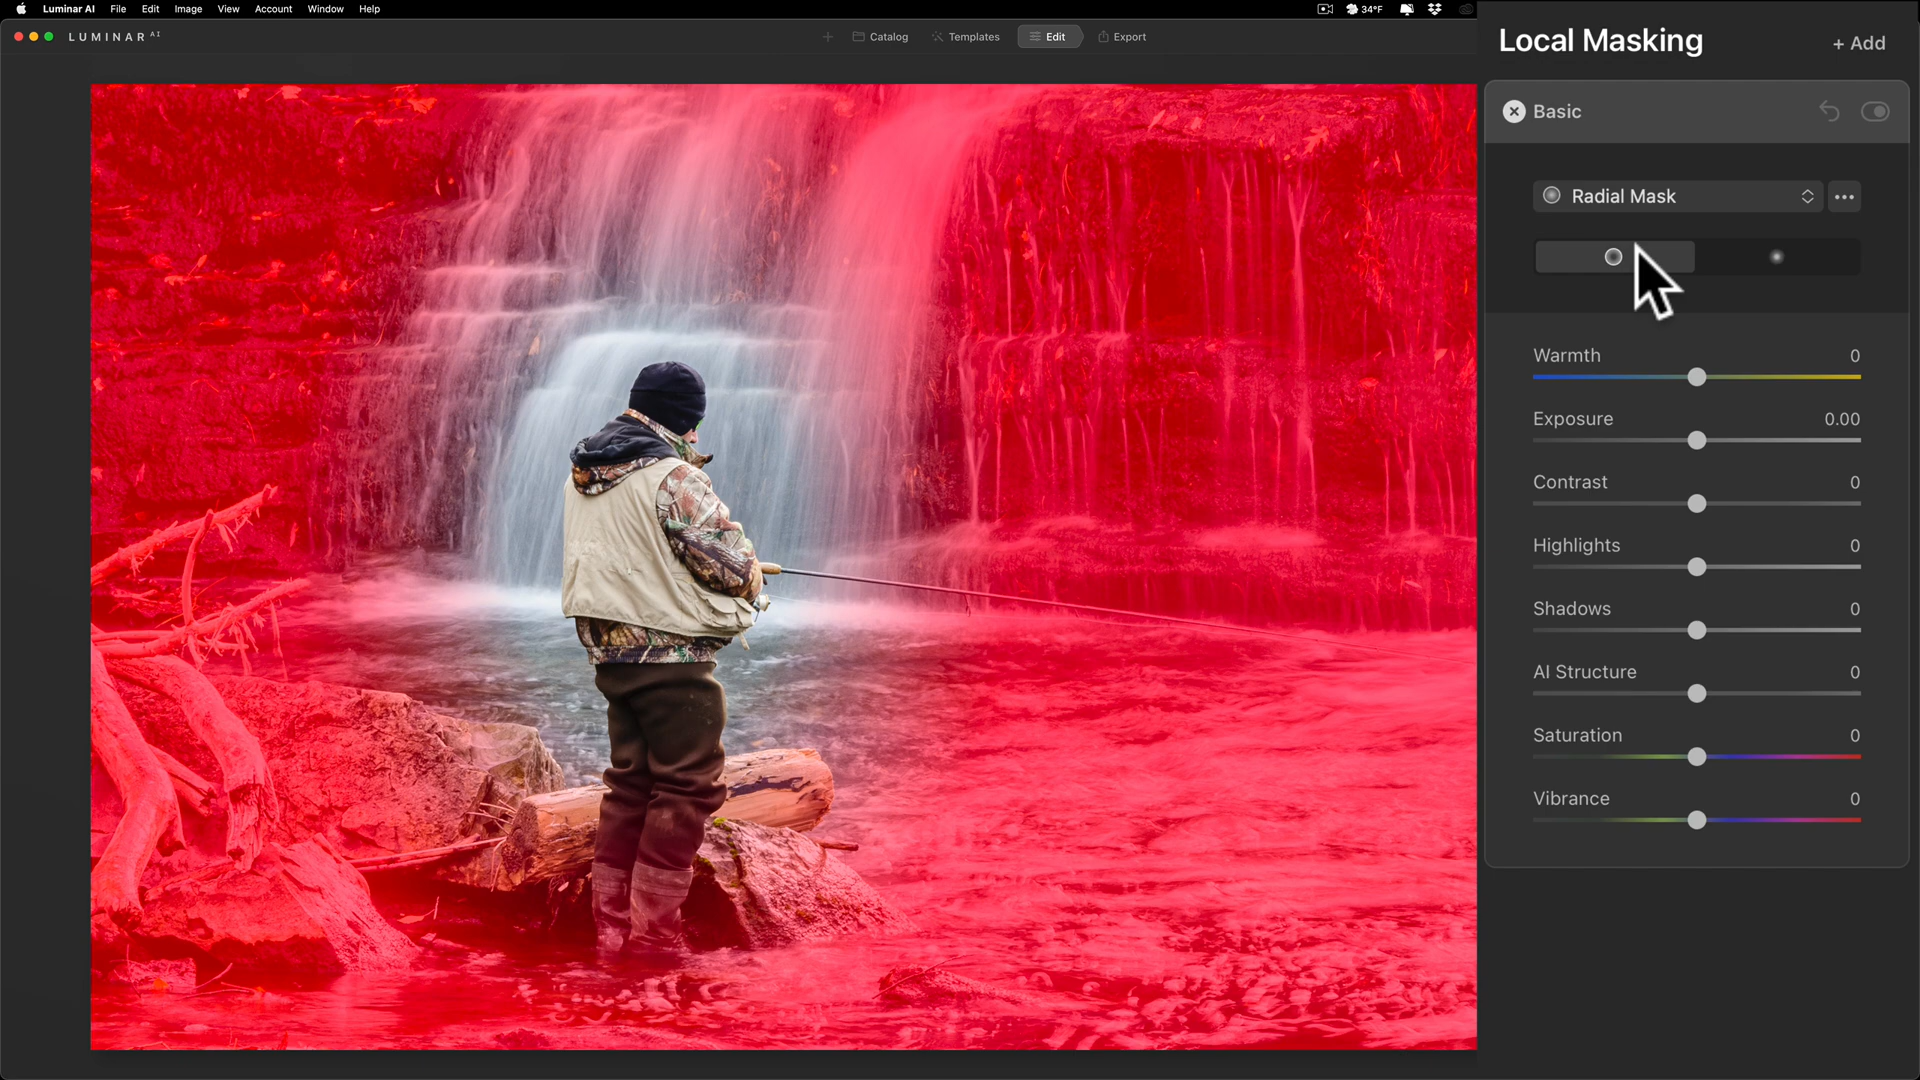 Luminar AI File Edit Image View Account Window Help 34°F
LUMINAR AI
Catalog Templates Edit Export
Local Masking + Add
Basic
Radial Mask
Warmth 0
Exposure 0.00
Contrast 0
Highlights 0
Shadows 0
AI Structure 0
Saturation 0
Vibrance 0